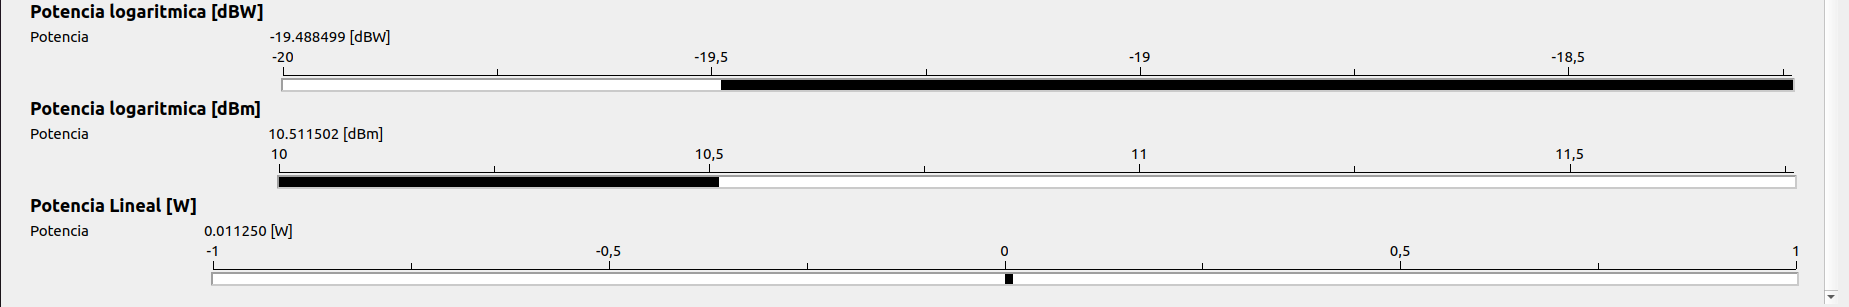 Potencia logaritmica [dBW]
Potencia -19.488499 [dBW]
-20 -19,5 -19 -18,5
Potencia logaritmica [dBm]
Potencia 10.511502 [dBm]
10 10,5 11 11,5
Potencia Lineal [W]
Potencia 0.011250 [W]
-1 -0,5 0 0,5 1